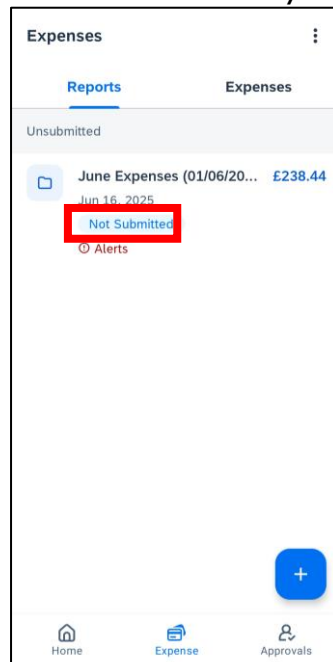 Expenses
Reports Expenses
Unsubmitted
June Expenses (01/06/20... £238.44
Jun 16, 2025
Not Submitted
Alerts
Home Expense Approvals